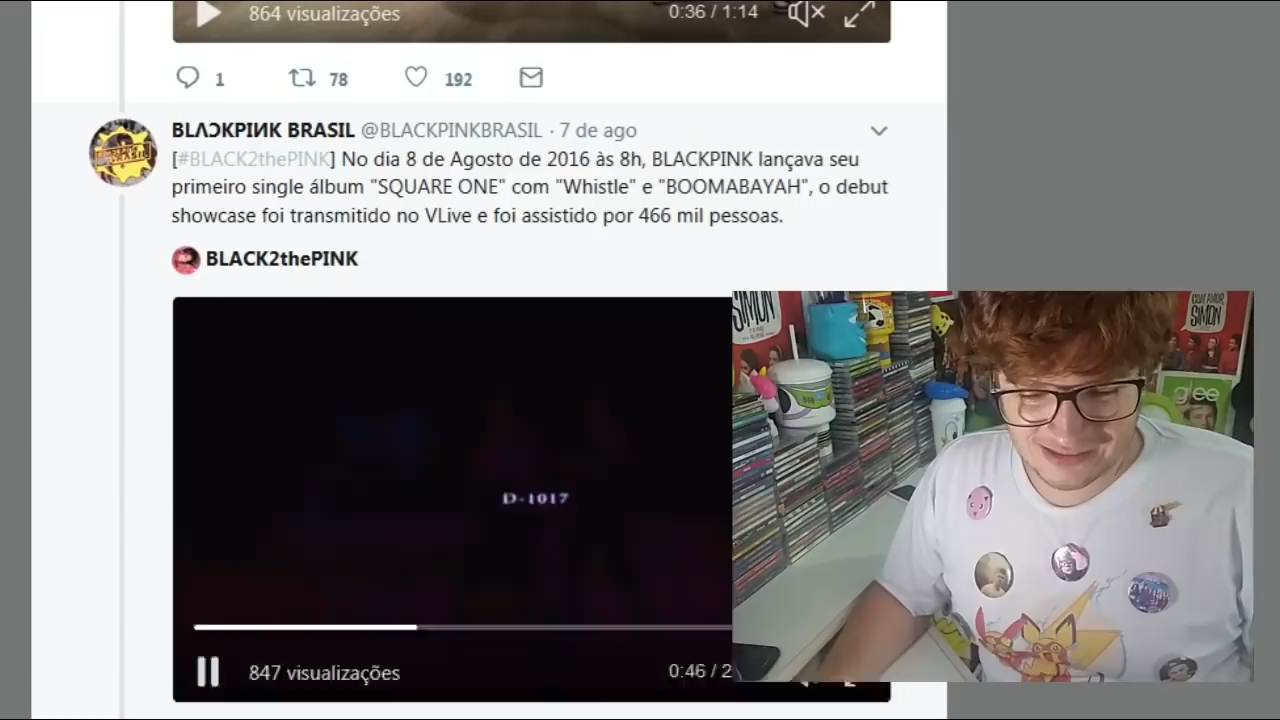 864 visualizações
0:36 / 1:14
1
78
192
BLɅƆKPIИK BRASIL @BLACKPINKBRASIL · 7 de ago
[#BLACK2thePINK] No dia 8 de Agosto de 2016 às 8h, BLACKPINK lançava seu
primeiro single álbum "SQUARE ONE" com "Whistle" e "BOOMABAYAH", o debut
showcase foi transmitido no VLive e foi assistido por 466 mil pessoas.
BLACK2thePINK
D-1017
847 visualizações
0:46 / 2
SIMON
COM AMOR,
SIMON
glee